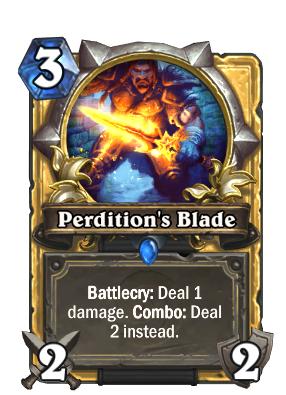 3
Perdition's Blade
Battlecry: Deal 1
damage. Combo: Deal
2 instead.
2 2